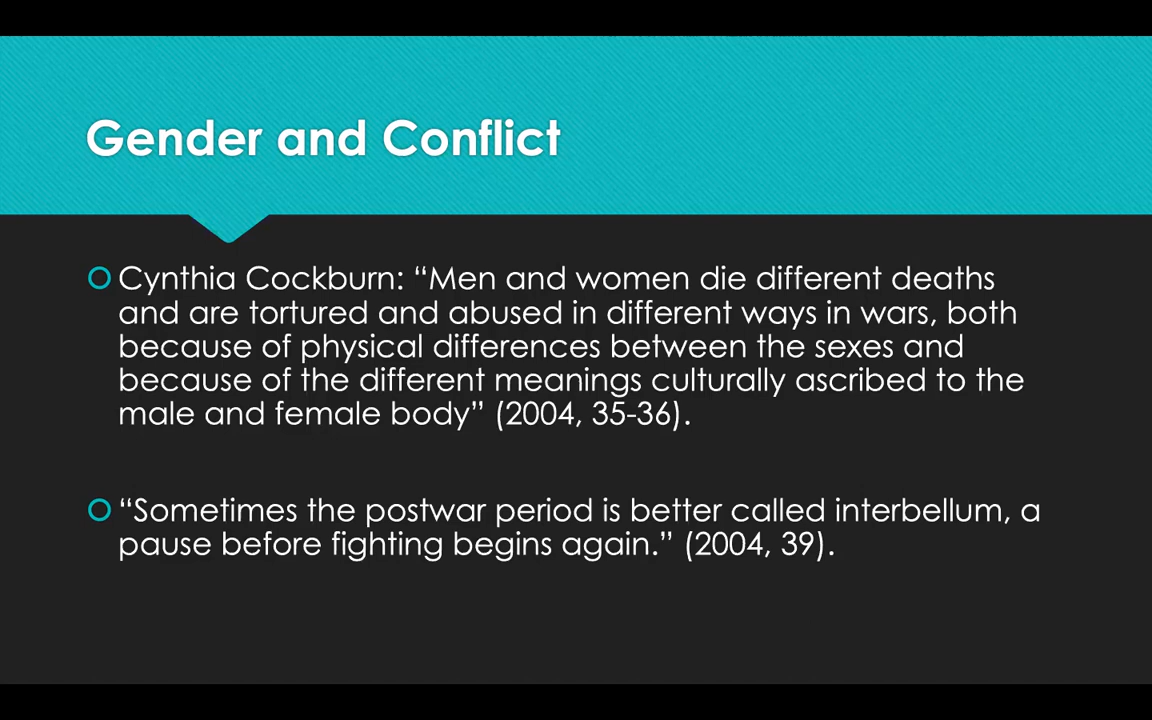 Gender and Conflict
Cynthia Cockburn: “Men and women die different deaths
and are tortured and abused in different ways in wars, both
because of physical differences between the sexes and
because of the different meanings culturally ascribed to the
male and female body” (2004, 35-36).
“Sometimes the postwar period is better called interbellum, a
pause before fighting begins again.” (2004, 39).